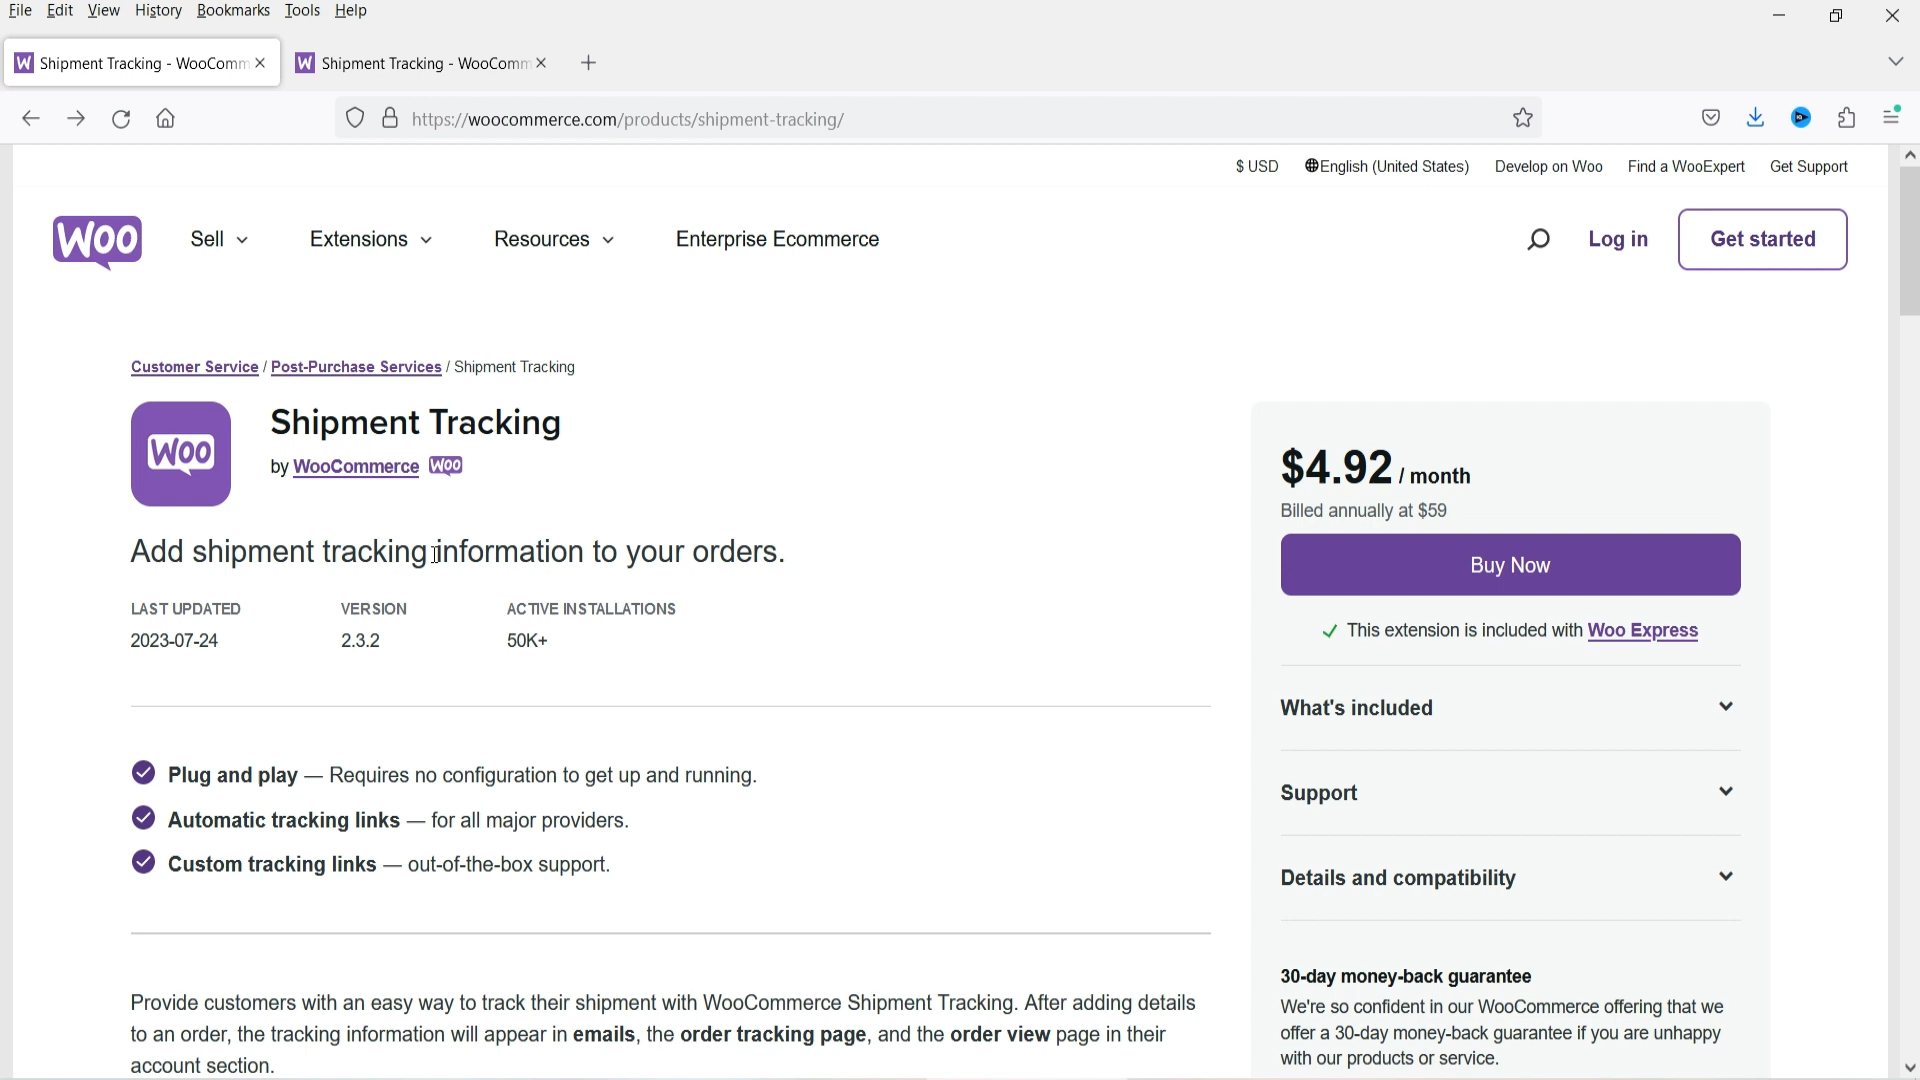 File Edit View History Bookmarks Tools Help
Shipment Tracking - WooComm
Shipment Tracking - WooComm
https://woocommerce.com/products/shipment-tracking/
$ USD English (United States) Develop on Woo Find a WooExpert Get Support
WOO Sell Extensions Resources Enterprise Ecommerce Log in Get started
Customer Service / Post-Purchase Services / Shipment Tracking
WOO
Shipment Tracking
by WooCommerce WOO
Add shipment tracking information to your orders.
LAST UPDATED VERSION ACTIVE INSTALLATIONS
2023-07-24 2.3.2 50K+
Plug and play — Requires no configuration to get up and running.
Automatic tracking links — for all major providers.
Custom tracking links — out-of-the-box support.
Provide customers with an easy way to track their shipment with WooCommerce Shipment Tracking. After adding details
to an order, the tracking information will appear in emails, the order tracking page, and the order view page in their
account section.
$4.92 / month
Billed annually at $59
Buy Now
This extension is included with Woo Express
What's included
Support
Details and compatibility
30-day money-back guarantee
We're so confident in our WooCommerce offering that we
offer a 30-day money-back guarantee if you are unhappy
with our products or service.